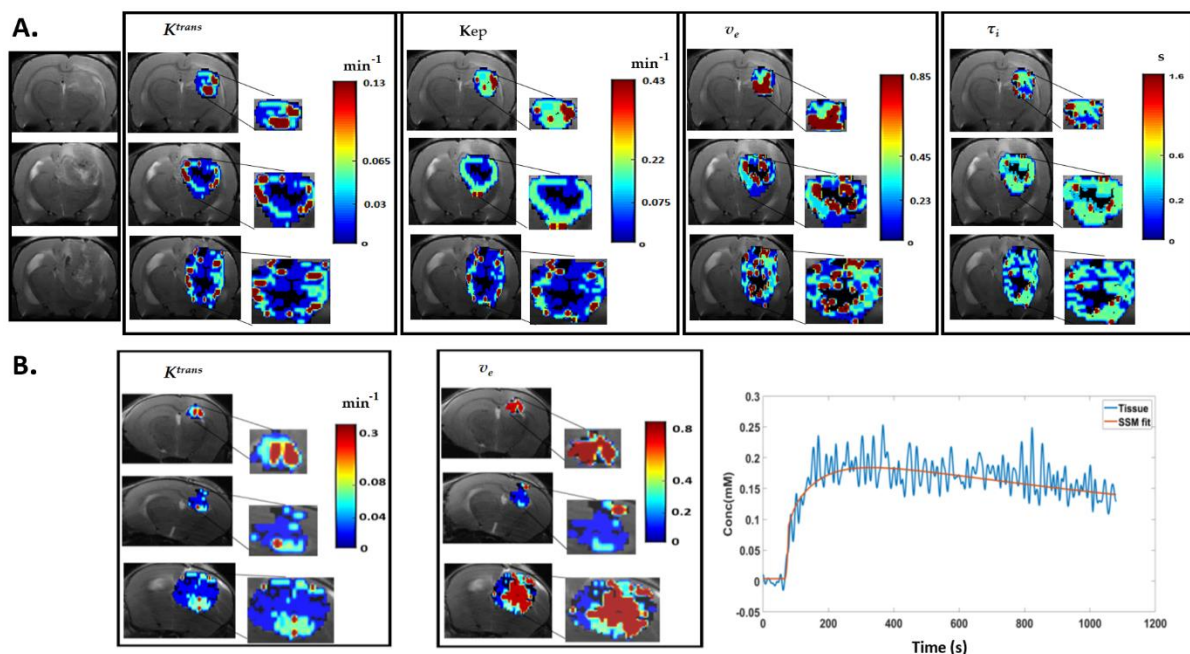 A.
K^trans
min⁻¹
0.13
0.065
0.03
0
Kep
min⁻¹
0.43
0.22
0.075
0
v_e
0.85
0.45
0.23
0
τ_i
s
1.6
0.6
0.2
0
B.
K^trans
min⁻¹
0.3
0.08
0.04
0
v_e
0.8
0.4
0.2
0
0.3
0.25
0.2
0.15
0.1
0.05
0
-0.05
Conc(mM)
Tissue
SSM fit
0
200
400
600
800
1000
1200
Time (s)